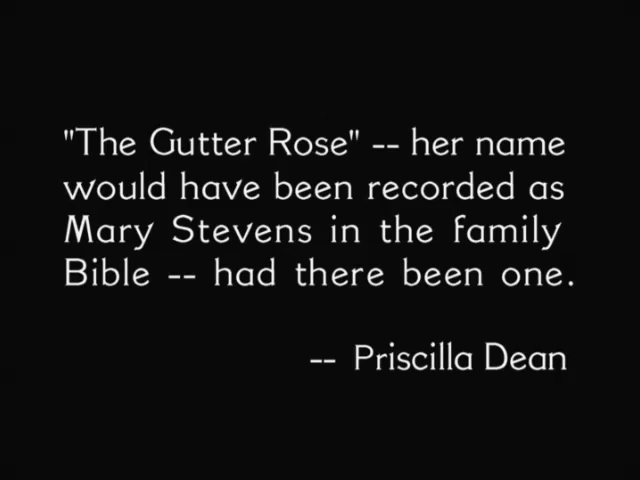 "The Gutter Rose" -- her name
would have been recorded as
Mary Stevens in the family
Bible -- had there been one.
-- Priscilla Dean